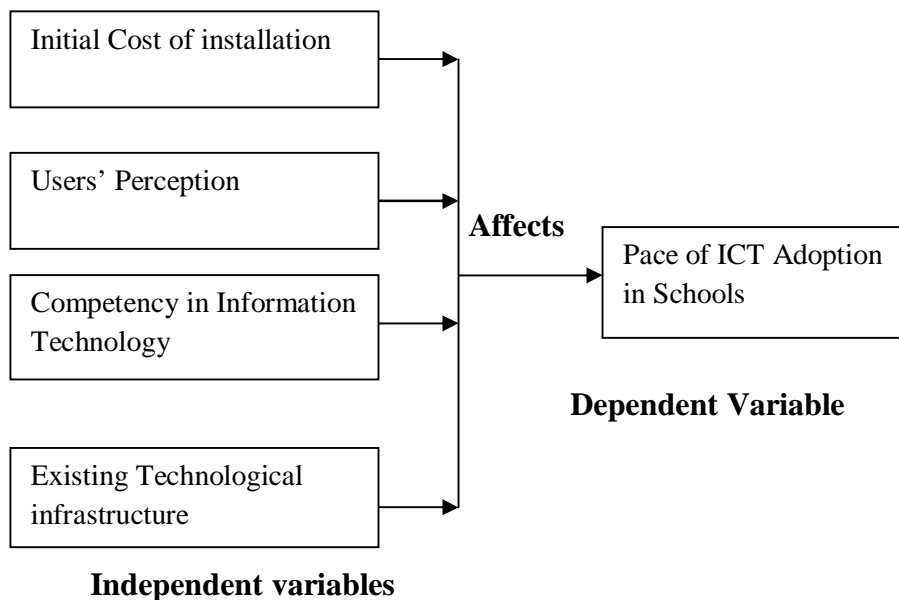 Initial Cost of installation
Users’ Perception
Competency in Information
Technology
Existing Technological
infrastructure
Independent variables
Affects
Pace of ICT Adoption
in Schools
Dependent Variable